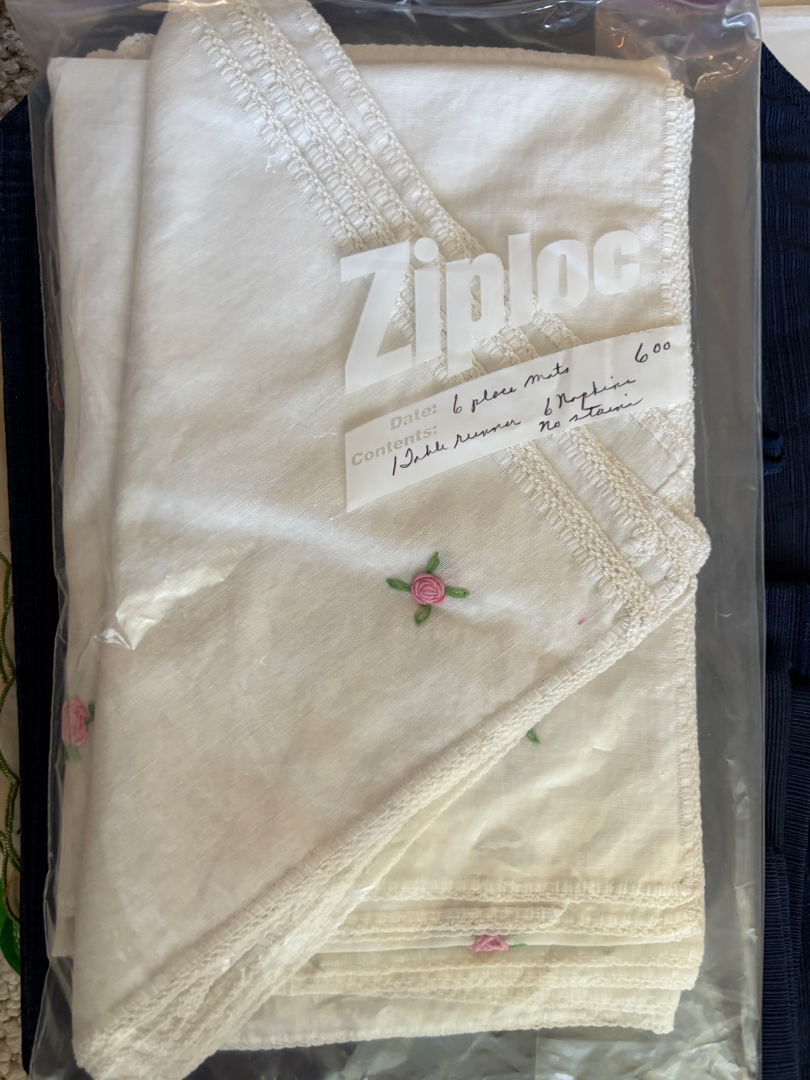 Ziploc®
Date: 6 place mats 6 00
Contents: 6 Napkins
1 Table runner No stains